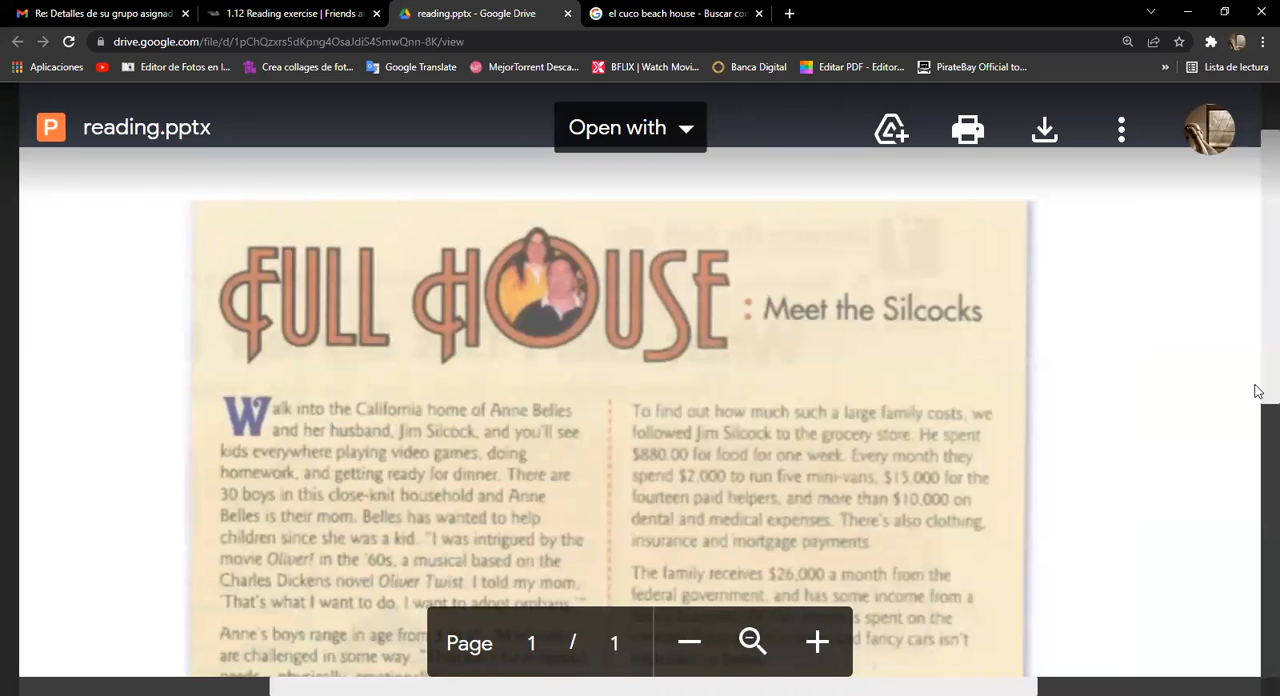 Re: Detalles de su grupo asignad
1.12 Reading exercise | Friends a
reading.pptx - Google Drive
el cuco beach house - Buscar co
drive.google.com/file/d/1pChQzxrs5dKpng4OsaJdiS4SmwQnn-8K/view
Aplicaciones
Editor de Fotos en l...
Crea collages de fot...
Google Translate
MejorTorrent Desca...
BFLIX | Watch Movi...
Banca Digital
Editar PDF - Editor...
PirateBay Official to...
»
Lista de lectura
P
reading.pptx
Open with
FULL HOUSE : Meet the Silcocks
Walk into the California home of Anne Belles
and her husband, Jim Silcock, and you'll see
kids everywhere playing video games, doing
homework, and getting ready for dinner. There are
30 boys in this close-knit household and Anne
Belles is their mom. Belles has wanted to help
children since she was a kid. "I was intrigued by the
movie Oliver! in the '60s, a musical based on the
Charles Dickens novel Oliver Twist. I told my mom,
'That's what I want to do. I want to adopt orphans.'"
Anne's boys range in age from
are challenged in some way.
To find out how much such a large family costs, we
followed Jim Silcock to the grocery store. He spent
$880.00 for food for one week. Every month they
spend $2,000 to run five mini-vans, $15,000 for the
fourteen paid helpers, and more than $10,000 on
dental and medical expenses. There's also clothing,
insurance and mortgage payments.
The family receives $26,000 a month from the
federal government, and has some income from a
is spent on the
fancy cars isn't
Page 1 / 1